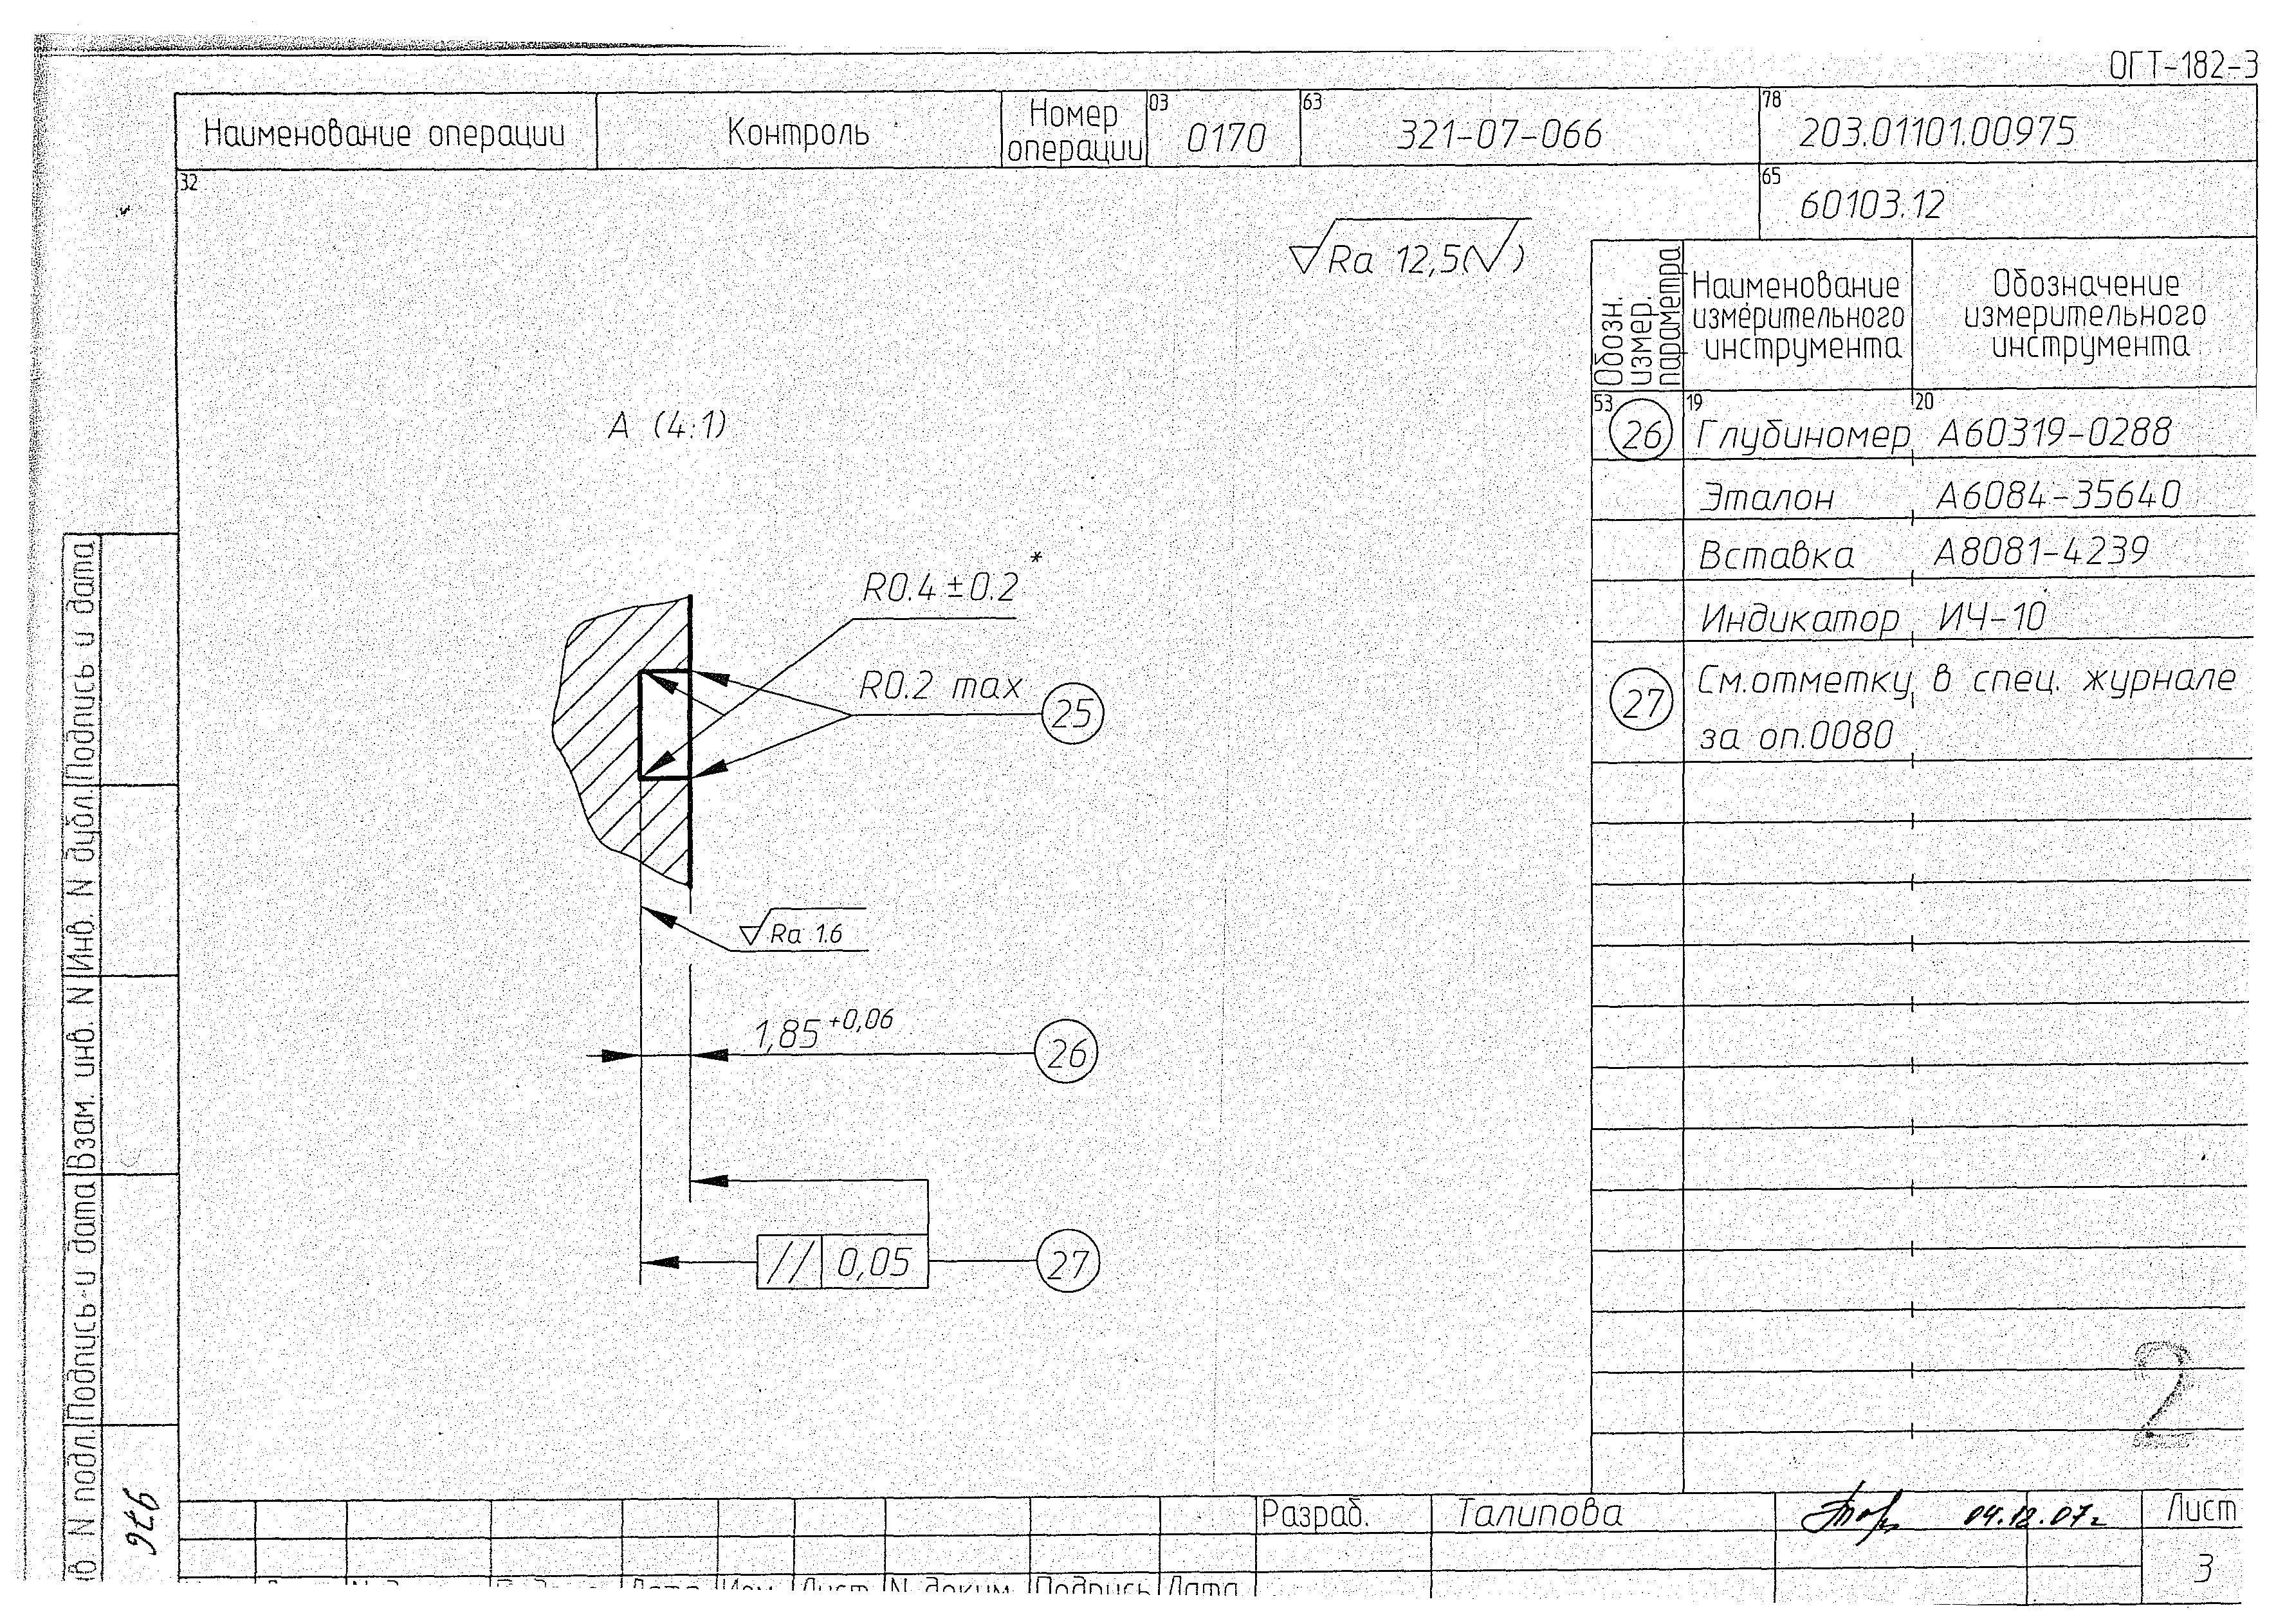 ОГТ-182-3
Наименование операции
Контроль
Номер
операции
03
0170
63
321-07-066
78
203.01101.00975
32
65
60103.12
Ra 12,5(√)
Обозн.
измер.
параметра
Наименование
измерительного
инструмента
Обозначение
измерительного
инструмента
53
19
20
26 Глубиномер А60319-0288
Эталон А6084-35640
Вставка А8081-4239
Индикатор ИЧ-10
27 См.отметку в спец. журнале
за оп.0080
А (4:1)
R0.4±0.2*
R0.2 max 25
Ra 1.6
1,85+0,06 26
// 0,05 27
Подпись и дата
Инв. N дубл.
Взам. инв. N
Подпись и дата
Инв. N подл.
976
2
Разраб. Талипова 04.12.07г.
Лист
3
Изм. Лист N докум. Подпись Дата